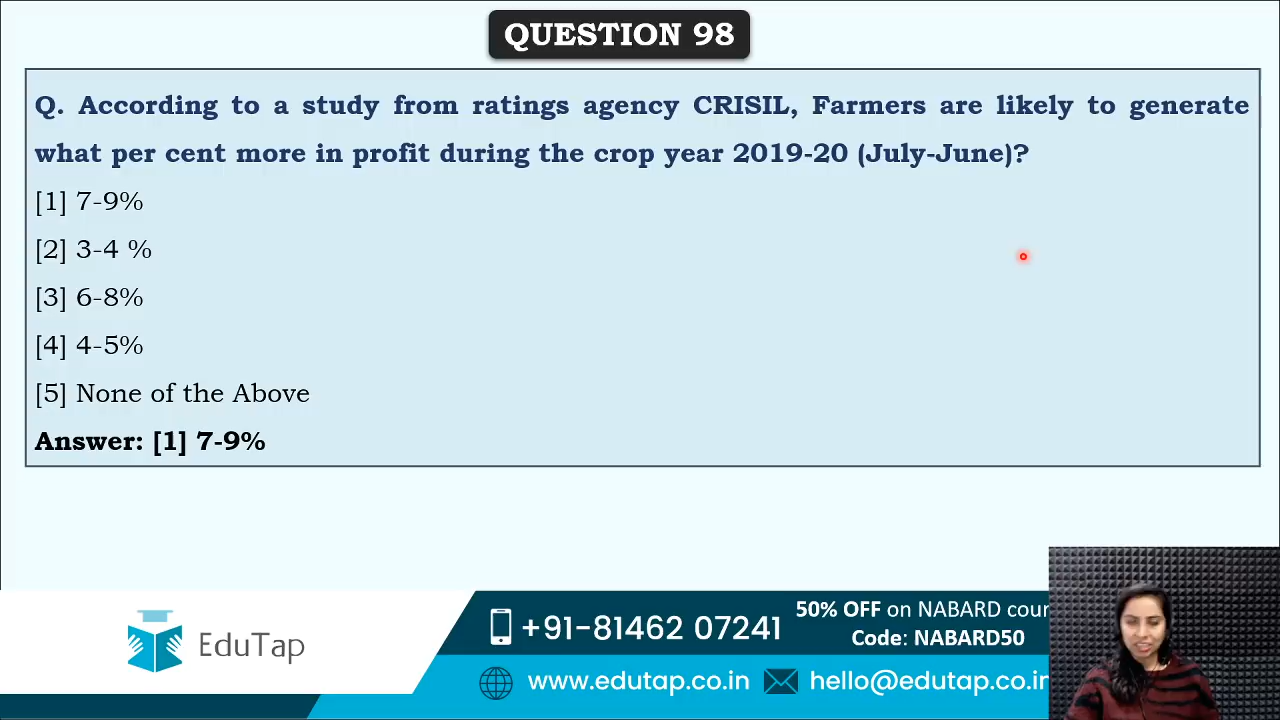 QUESTION 98
Q. According to a study from ratings agency CRISIL, Farmers are likely to generate
what per cent more in profit during the crop year 2019-20 (July-June)?
[1] 7-9%
[2] 3-4 %
[3] 6-8%
[4] 4-5%
[5] None of the Above
Answer: [1] 7-9%
EduTap
+91-81462 07241
50% OFF on NABARD cour
Code: NABARD50
www.edutap.co.in
hello@edutap.co.in